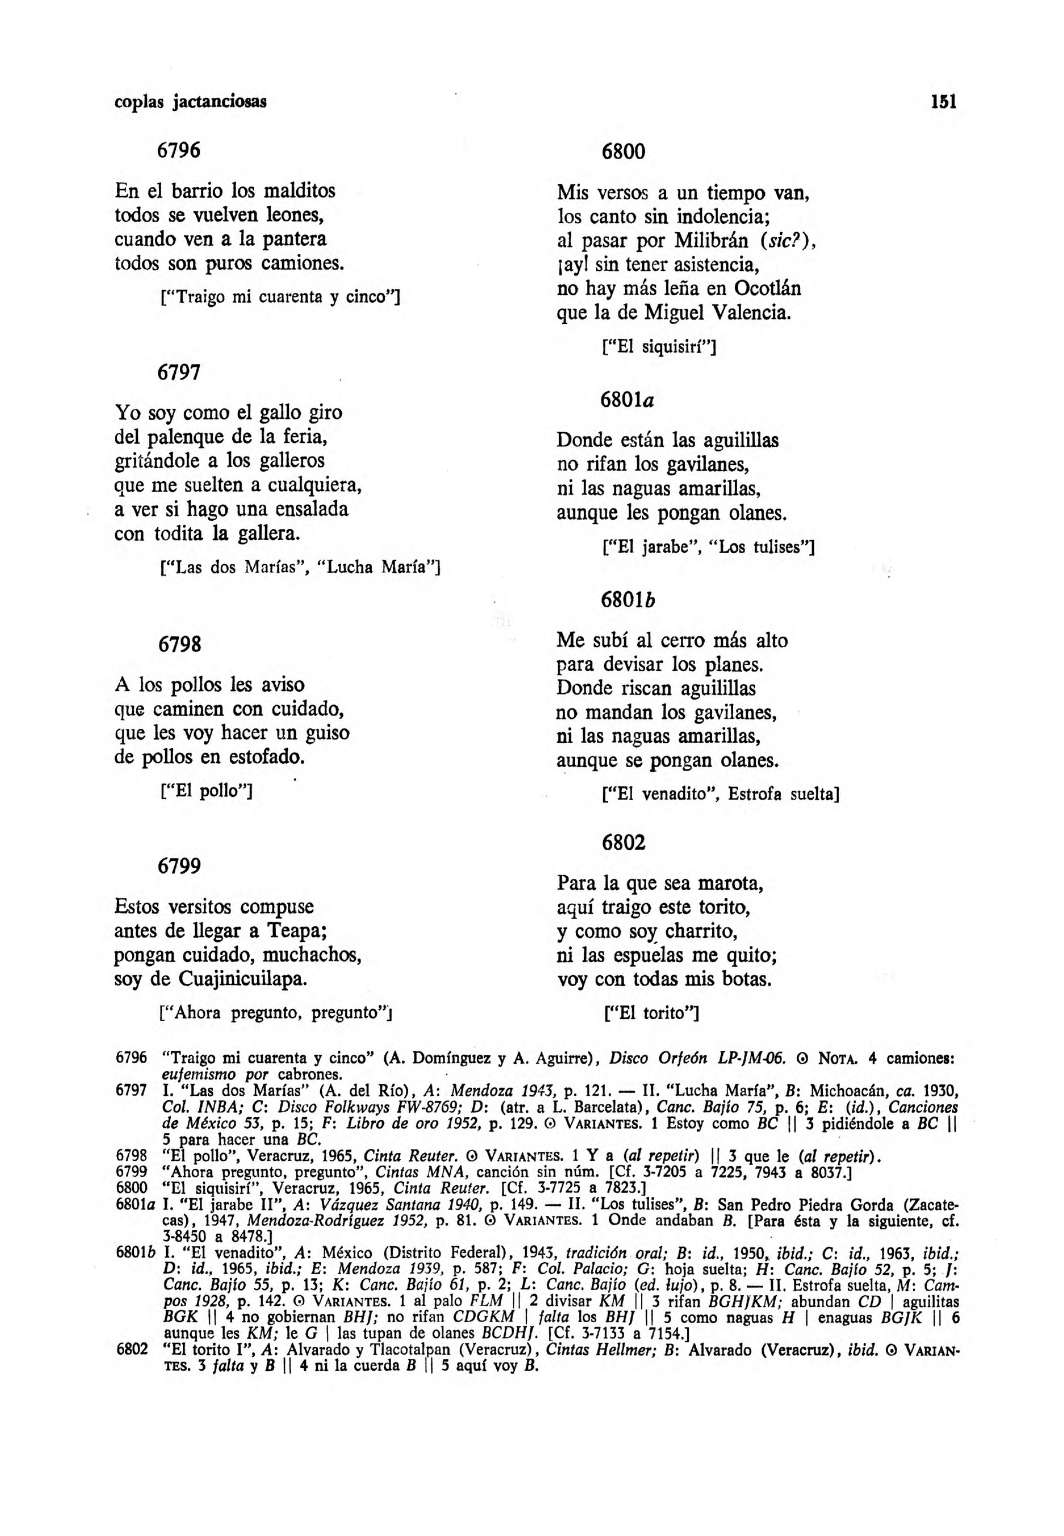 coplas jactanciosas
151
6796
En el barrio los malditos
todos se vuelven leones,
cuando ven a la pantera
todos son puros camiones.
["Traigo mi cuarenta y cinco"]
6797
Yo soy como el gallo giro
del palenque de la feria,
gritándole a los galleros
que me suelten a cualquiera,
a ver si hago una ensalada
con todita la gallera.
["Las dos Marías", "Lucha María"]
6798
A los pollos les aviso
que caminen con cuidado,
que les voy hacer un guiso
de pollos en estofado.
["El pollo"]
6799
Estos versitos compuse
antes de llegar a Teapa;
pongan cuidado, muchachos,
soy de Cuajinicuilapa.
["Ahora pregunto, pregunto"]
6800
Mis versos a un tiempo van,
los canto sin indolencia;
al pasar por Milibrán (sic?),
¡ay! sin tener asistencia,
no hay más leña en Ocotlán
que la de Miguel Valencia.
["El siquisirí"]
6801a
Donde están las aguilillas
no rifan los gavilanes,
ni las naguas amarillas,
aunque les pongan olanes.
["El jarabe", "Los tulises"]
6801b
Me subí al cerro más alto
para devisar los planes.
Donde riscan aguilillas
no mandan los gavilanes,
ni las naguas amarillas,
aunque se pongan olanes.
["El venadito", Estrofa suelta]
6802
Para la que sea marota,
aquí traigo este torito,
y como soy charrito,
ni las espuelas me quito;
voy con todas mis botas.
["El torito"]
6796 "Traigo mi cuarenta y cinco" (A. Domínguez y A. Aguirre), Disco Orfeón LP-JM-06. ⊙ NOTA. 4 camiones:
eufemismo por cabrones.
6797 I. "Las dos Marías" (A. del Río), A: Mendoza 1943, p. 121. — II. "Lucha María", B: Michoacán, ca. 1930,
Col. INBA; C: Disco Folkways FW-8769; D: (atr. a L. Barcelata), Canc. Bajío 75, p. 6; E: (id.), Canciones
de México 53, p. 15; F: Libro de oro 1952, p. 129. ⊙ VARIANTES. 1 Estoy como BC || 3 pidiéndole a BC ||
5 para hacer una BC.
6798 "El pollo", Veracruz, 1965, Cinta Reuter. ⊙ VARIANTES. 1 Y a (al repetir) || 3 que le (al repetir).
6799 "Ahora pregunto, pregunto", Cintas MNA, canción sin núm. [Cf. 3-7205 a 7225, 7943 a 8037.]
6800 "El siquisirí", Veracruz, 1965, Cinta Reuter. [Cf. 3-7725 a 7823.]
6801a I. "El jarabe II", A: Vázquez Santana 1940, p. 149. — II. "Los tulises", B: San Pedro Piedra Gorda (Zacate-
cas), 1947, Mendoza-Rodríguez 1952, p. 81. ⊙ VARIANTES. 1 Onde andaban B. [Para ésta y la siguiente, cf.
3-8450 a 8478.]
6801b I. "El venadito", A: México (Distrito Federal), 1943, tradición oral; B: id., 1950, ibid.; C: id., 1963, ibid.;
D: id., 1965, ibid.; E: Mendoza 1939, p. 587; F: Col. Palacio; G: hoja suelta; H: Canc. Bajío 52, p. 5; J:
Canc. Bajío 55, p. 13; K: Canc. Bajío 61, p. 2; L: Canc. Bajío (ed. lujo), p. 8. — II. Estrofa suelta, M: Cam-
pos 1928, p. 142. ⊙ VARIANTES. 1 al palo FLM || 2 divisar KM || 3 rifan BGHJKM; abundan CD | aguilitas
BGK || 4 no gobiernan BHJ; no rifan CDGKM | falta los BHJ || 5 como naguas H | enaguas BGJK || 6
aunque les KM; le G | las tupan de olanes BCDHJ. [Cf. 3-7133 a 7154.]
6802 "El torito I", A: Alvarado y Tlacotalpan (Veracruz), Cintas Hellmer; B: Alvarado (Veracruz), ibid. ⊙ VARIAN-
TES. 3 falta y B || 4 ni la cuerda B || 5 aquí voy B.